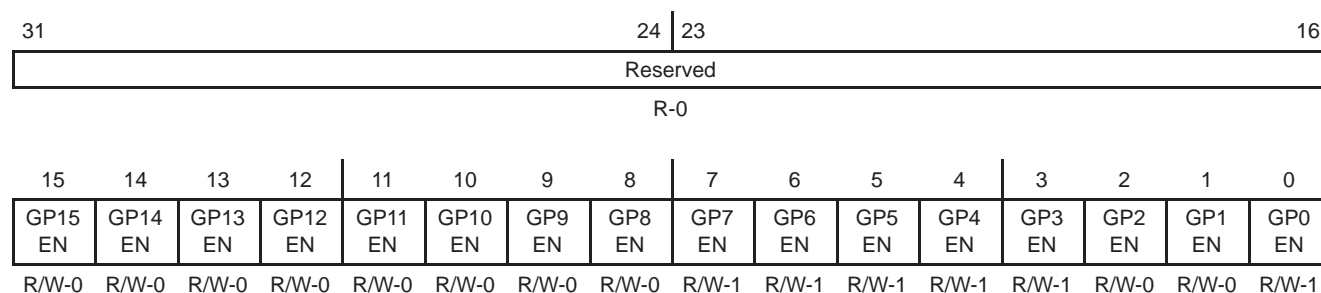 31 24 23 16
Reserved
R-0
15 14 13 12 11 10 9 8 7 6 5 4 3 2 1 0
GP15 GP14 GP13 GP12 GP11 GP10 GP9 GP8 GP7 GP6 GP5 GP4 GP3 GP2 GP1 GP0
EN EN EN EN EN EN EN EN EN EN EN EN EN EN EN EN
R/W-0 R/W-0 R/W-0 R/W-0 R/W-0 R/W-0 R/W-0 R/W-0 R/W-1 R/W-1 R/W-1 R/W-1 R/W-1 R/W-0 R/W-0 R/W-1